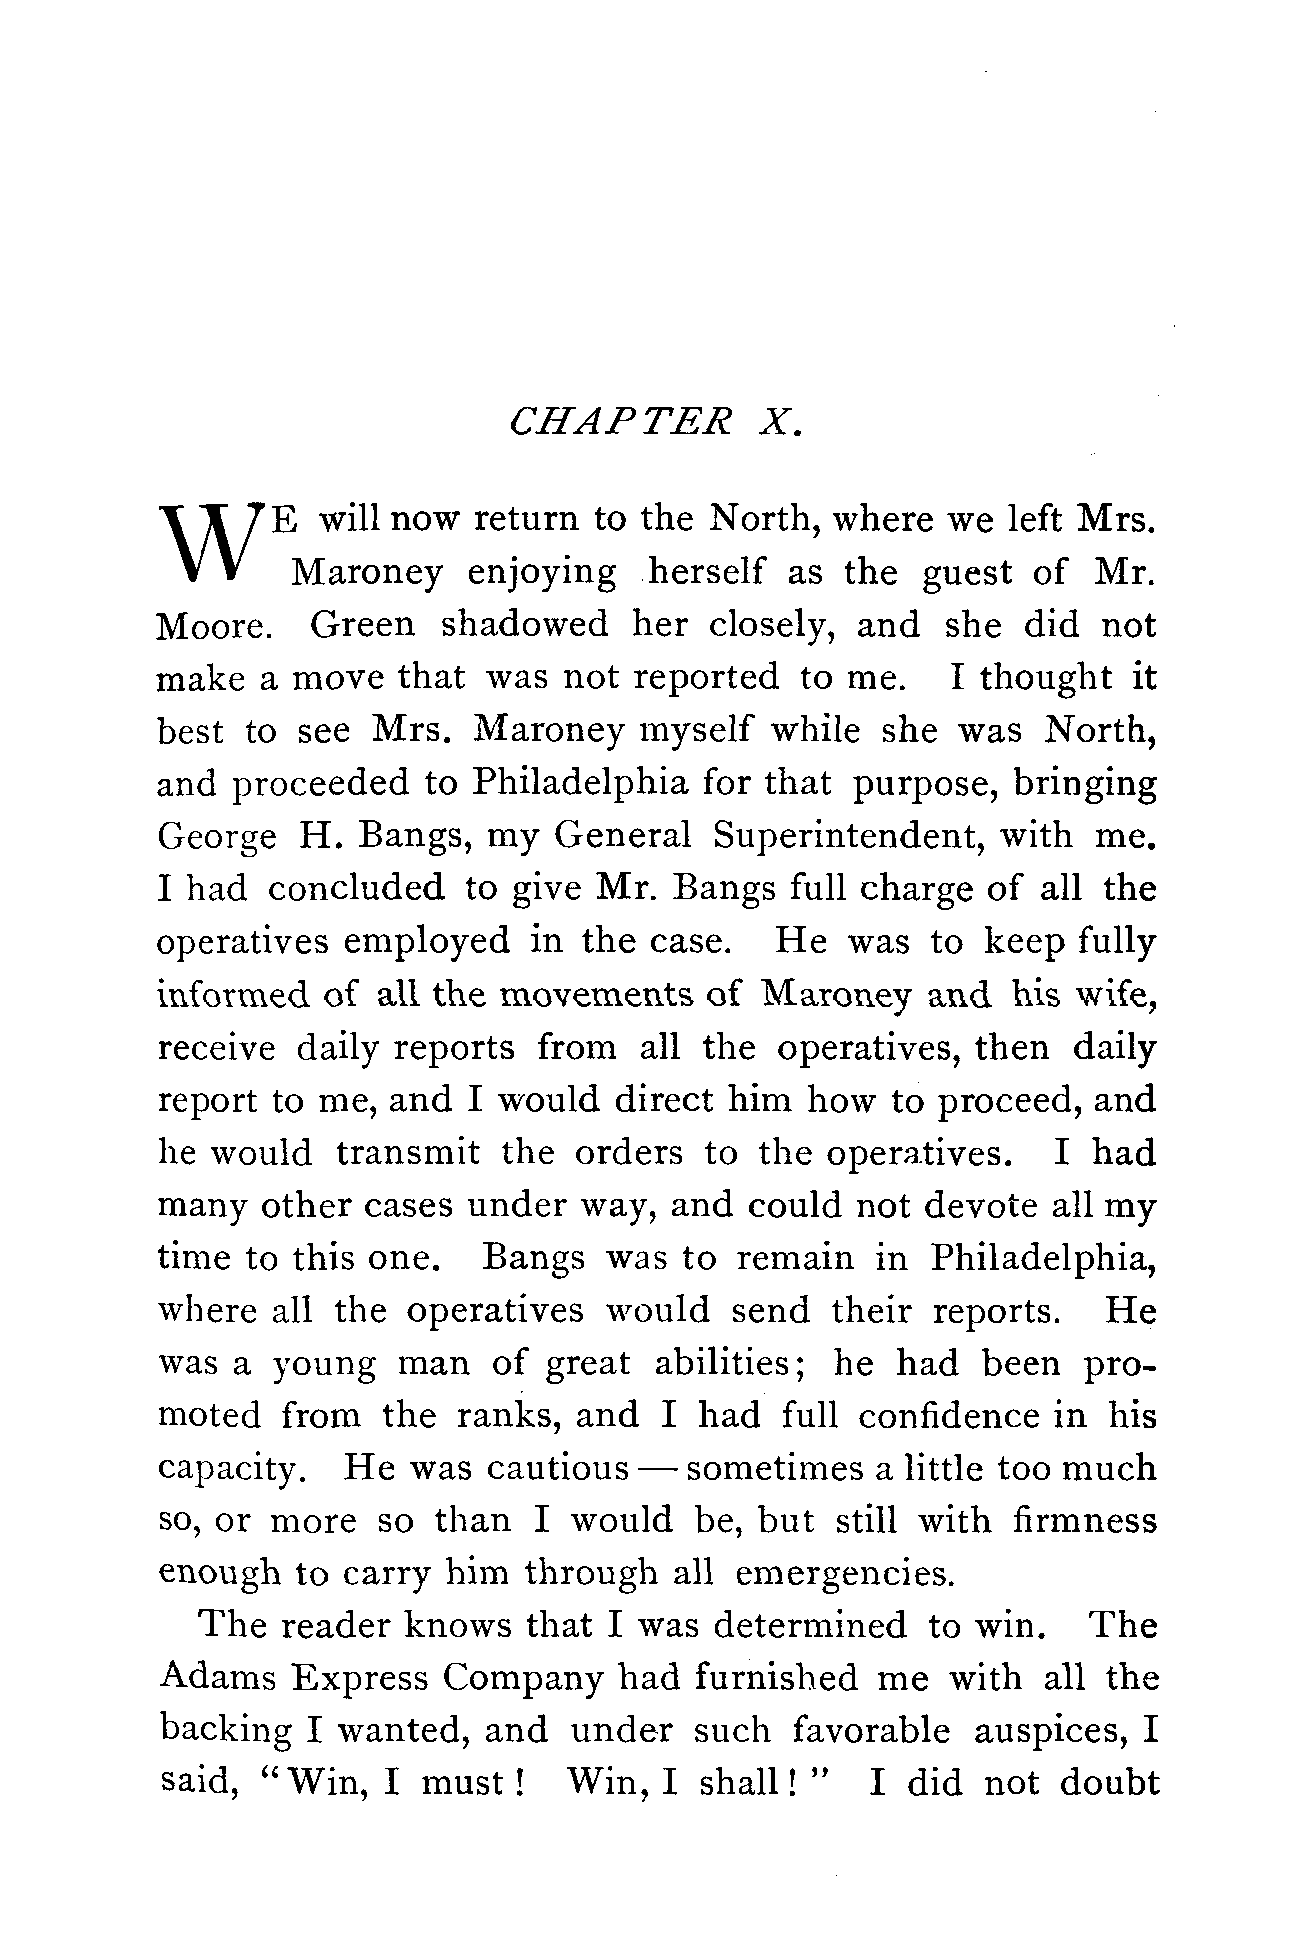 CHAPTER X.
WE will now return to the North, where we left Mrs.
Maroney enjoying herself as the guest of Mr.
Moore. Green shadowed her closely, and she did not
make a move that was not reported to me. I thought it
best to see Mrs. Maroney myself while she was North,
and proceeded to Philadelphia for that purpose, bringing
George H. Bangs, my General Superintendent, with me.
I had concluded to give Mr. Bangs full charge of all the
operatives employed in the case. He was to keep fully
informed of all the movements of Maroney and his wife,
receive daily reports from all the operatives, then daily
report to me, and I would direct him how to proceed, and
he would transmit the orders to the operatives. I had
many other cases under way, and could not devote all my
time to this one. Bangs was to remain in Philadelphia,
where all the operatives would send their reports. He
was a young man of great abilities; he had been pro-
moted from the ranks, and I had full confidence in his
capacity. He was cautious — sometimes a little too much
so, or more so than I would be, but still with firmness
enough to carry him through all emergencies.
The reader knows that I was determined to win. The
Adams Express Company had furnished me with all the
backing I wanted, and under such favorable auspices, I
said, "Win, I must! Win, I shall!" I did not doubt